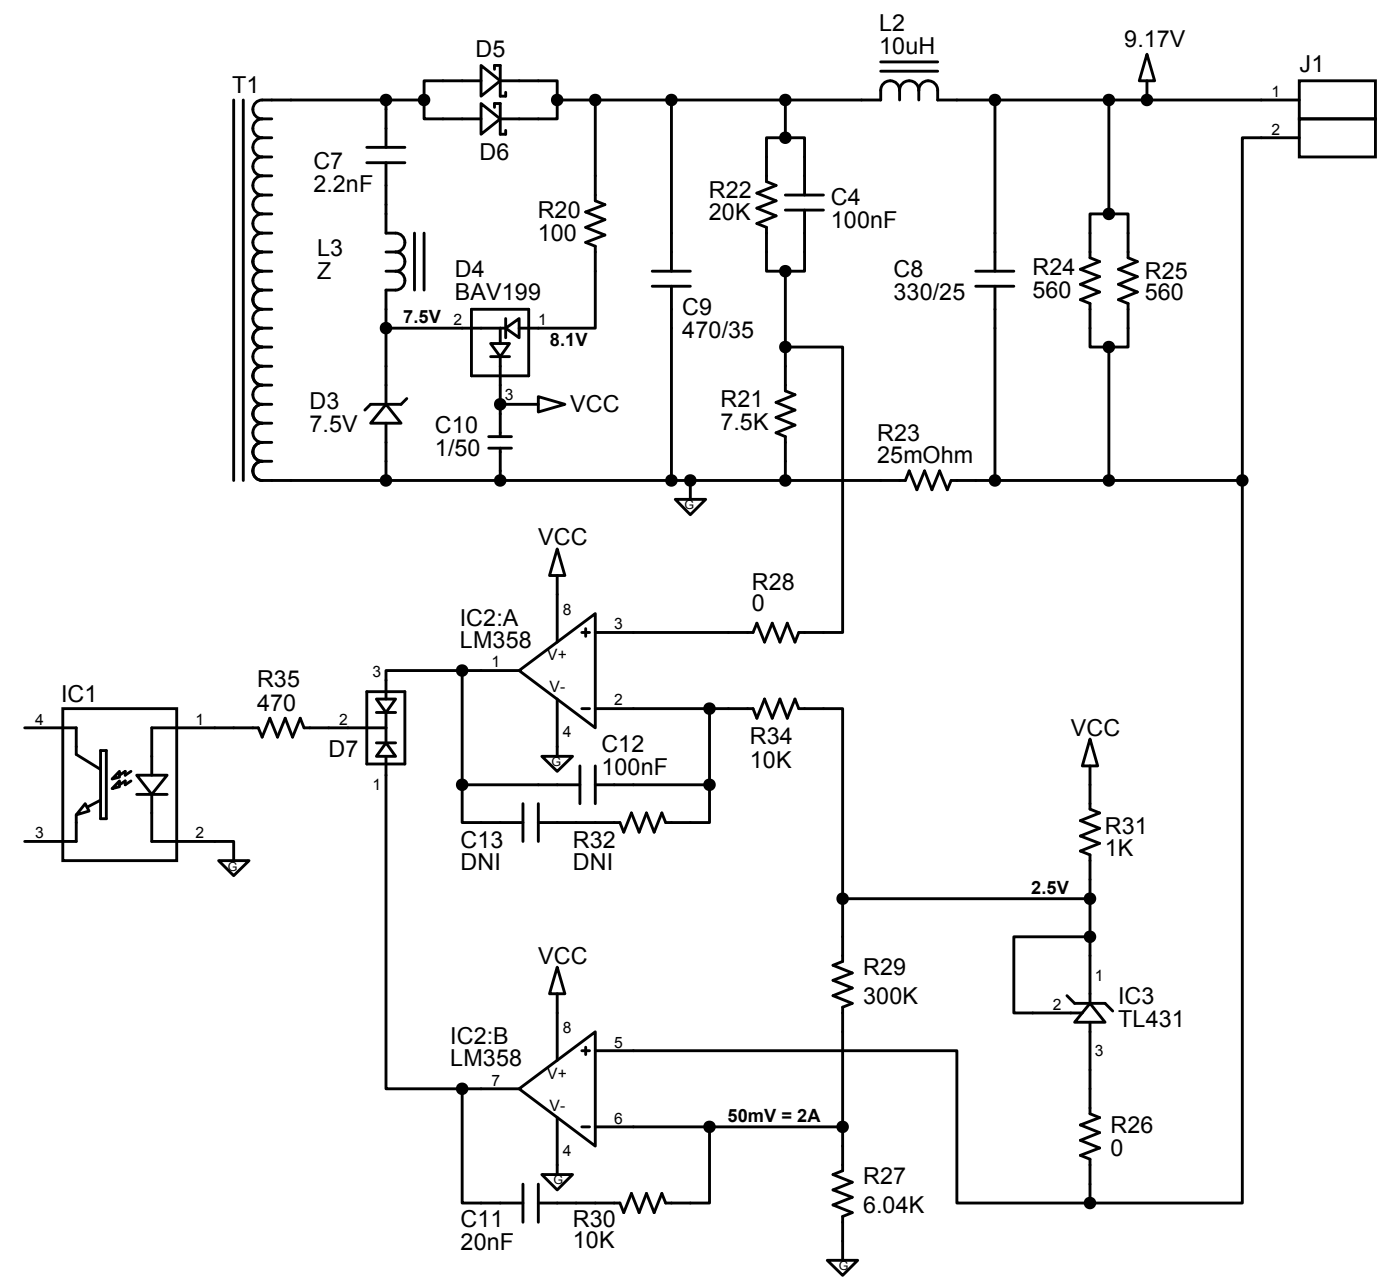 L2
10uH
9.17V
J1
1
2
T1
D5
D6
C7
2.2nF
R20
100
R22
20K
C4
100nF
L3
Z
D4
BAV199
7.5V
2
1
8.1V
3
VCC
C9
470/35
C8
330/25
R24
560
R25
560
D3
7.5V
C10
1/50
R21
7.5K
R23
25mOhm
G
VCC
IC2:A
LM358
8
V+
V-
1
3
2
4
G
R28
0
R34
10K
C12
100nF
C13
DNI
R32
DNI
IC1
4
3
1
2
G
R35
470
D7
3
2
1
VCC
R31
1K
2.5V
1
2
3
IC3
TL431
R26
0
R29
300K
R27
6.04K
G
VCC
IC2:B
LM358
8
V+
V-
7
5
6
4
G
50mV = 2A
C11
20nF
R30
10K